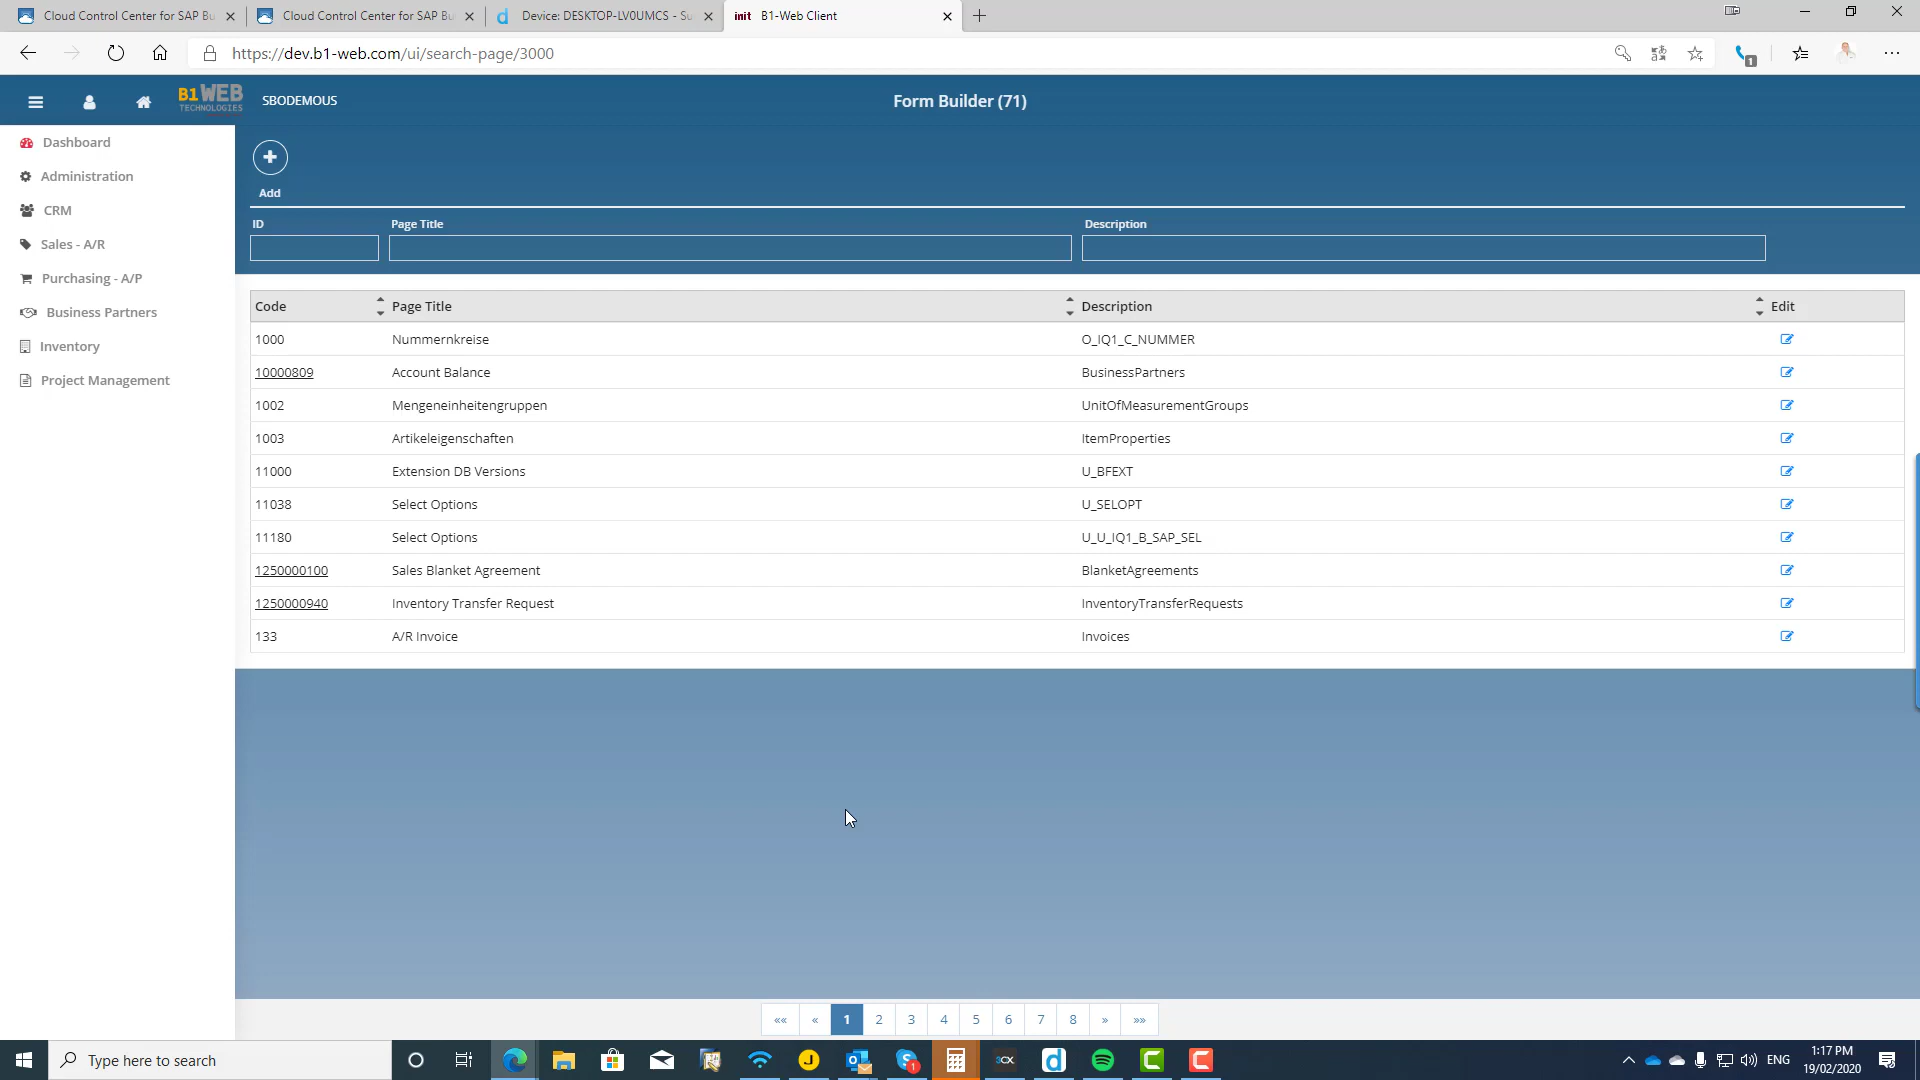 Cloud Control Center for SAP Bu
Cloud Control Center for SAP Bu
Device: DESKTOP-LV0UMCS - Su
init B1-Web Client
https://dev.b1-web.com/ui/search-page/3000
1
B1WEB
TECHNOLOGIES
SBODEMOUS
Form Builder (71)
Dashboard
Administration
CRM
Sales - A/R
Purchasing - A/P
Business Partners
Inventory
Project Management
Add
ID
Page Title
Description
Code Page Title Description Edit
1000 Nummernkreise O_IQ1_C_NUMMER
10000809 Account Balance BusinessPartners
1002 Mengeneinheitengruppen UnitOfMeasurementGroups
1003 Artikeleigenschaften ItemProperties
11000 Extension DB Versions U_BFEXT
11038 Select Options U_SELOPT
11180 Select Options U_U_IQ1_B_SAP_SEL
1250000100 Sales Blanket Agreement BlanketAgreements
1250000940 Inventory Transfer Request InventoryTransferRequests
133 A/R Invoice Invoices
«« « 1 2 3 4 5 6 7 8 » »»
Type here to search
3CX
ENG
1:17 PM
19/02/2020